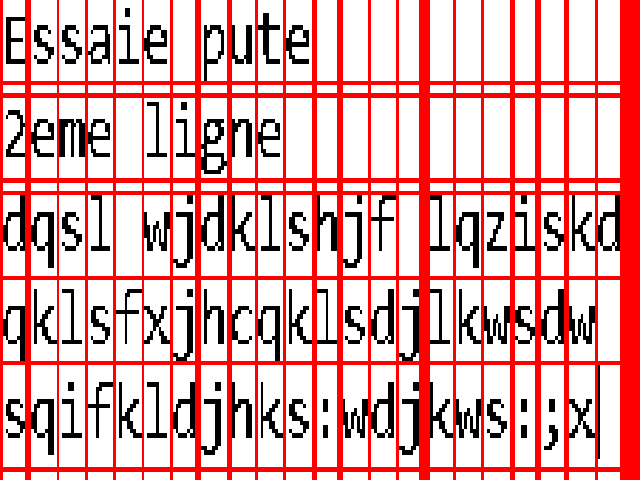 Essaie pute
2eme ligne
dqsl wjdklshjf lqziskd
qklsfxjhcqklsdjlkwsdw
sqifkldjhks:wdjkws:;x